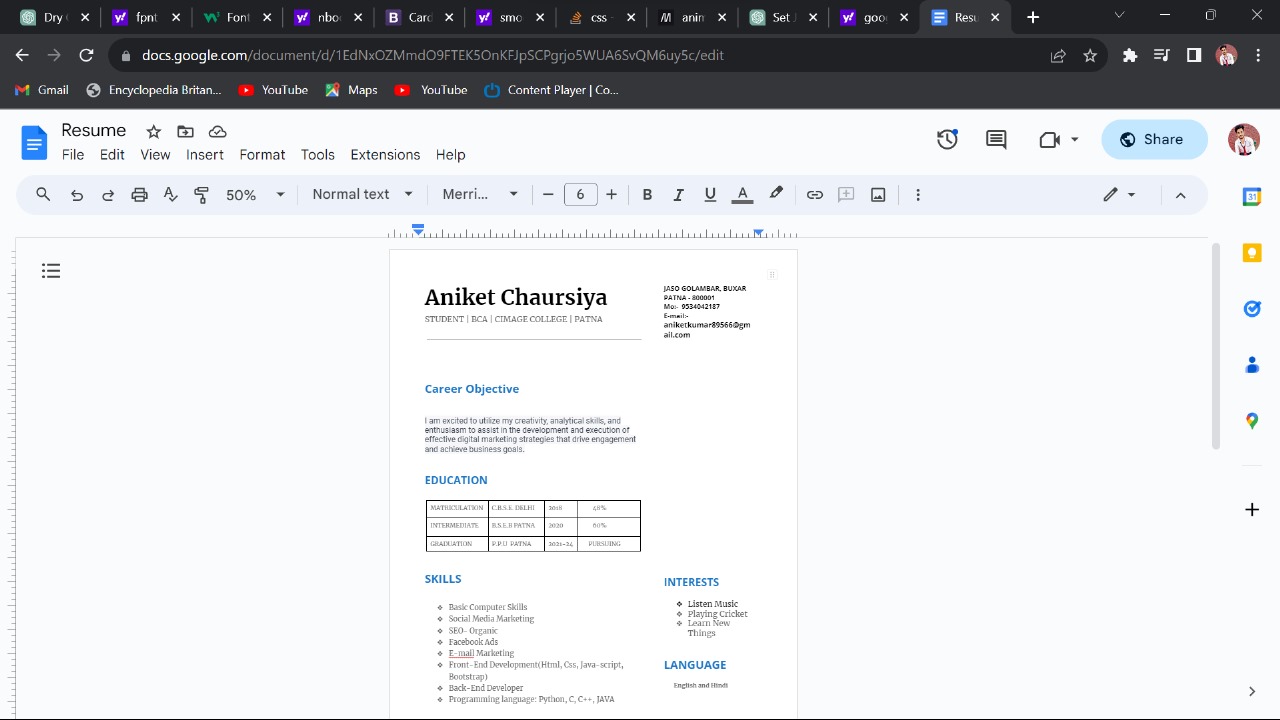 Dry
fpnt
nbox
Bard
smo
css -
anim
Set
goo
Resu
docs.google.com/document/d/1EdNxOZMmdO9FTEK5OnKFJpSCPgrjo5WUA6SvQM6uy5c/edit
Gmail
Encyclopedia Britan...
YouTube
Maps
YouTube
Content Player | Co...
Resume
File Edit View Insert Format Tools Extensions Help
Share
50%
Normal text
Merri...
6
B I U A
31
Aniket Chaursiya
STUDENT | BCA | CIMAGE COLLEGE | PATNA
JASO GOLAMBAR, BUXAR
PATNA - 800001
Mo:- 9534042187
E-mail:-
aniketkumar89566@gm
ail.com
Career Objective
I am excited to utilize my creativity, analytical skills, and
enthusiasm to assist in the development and execution of
effective digital marketing strategies that drive engagement
and achieve business goals.
EDUCATION
MATRICULATION C.B.S.E. DELHI 2018 48%
INTERMEDIATE B.S.E.B PATNA 2020 60%
GRADUATION P.P.U PATNA 2021-24 PURSUING
SKILLS
Basic Computer Skills
Social Media Marketing
SEO- Organic
Facebook Ads
E-mail Marketing
Front-End Development(Html, Css, Java-script,
Bootstrap)
Back-End Developer
Programming language: Python, C, C++, JAVA
INTERESTS
Listen Music
Playing Cricket
Learn New
Things
LANGUAGE
English and Hindi